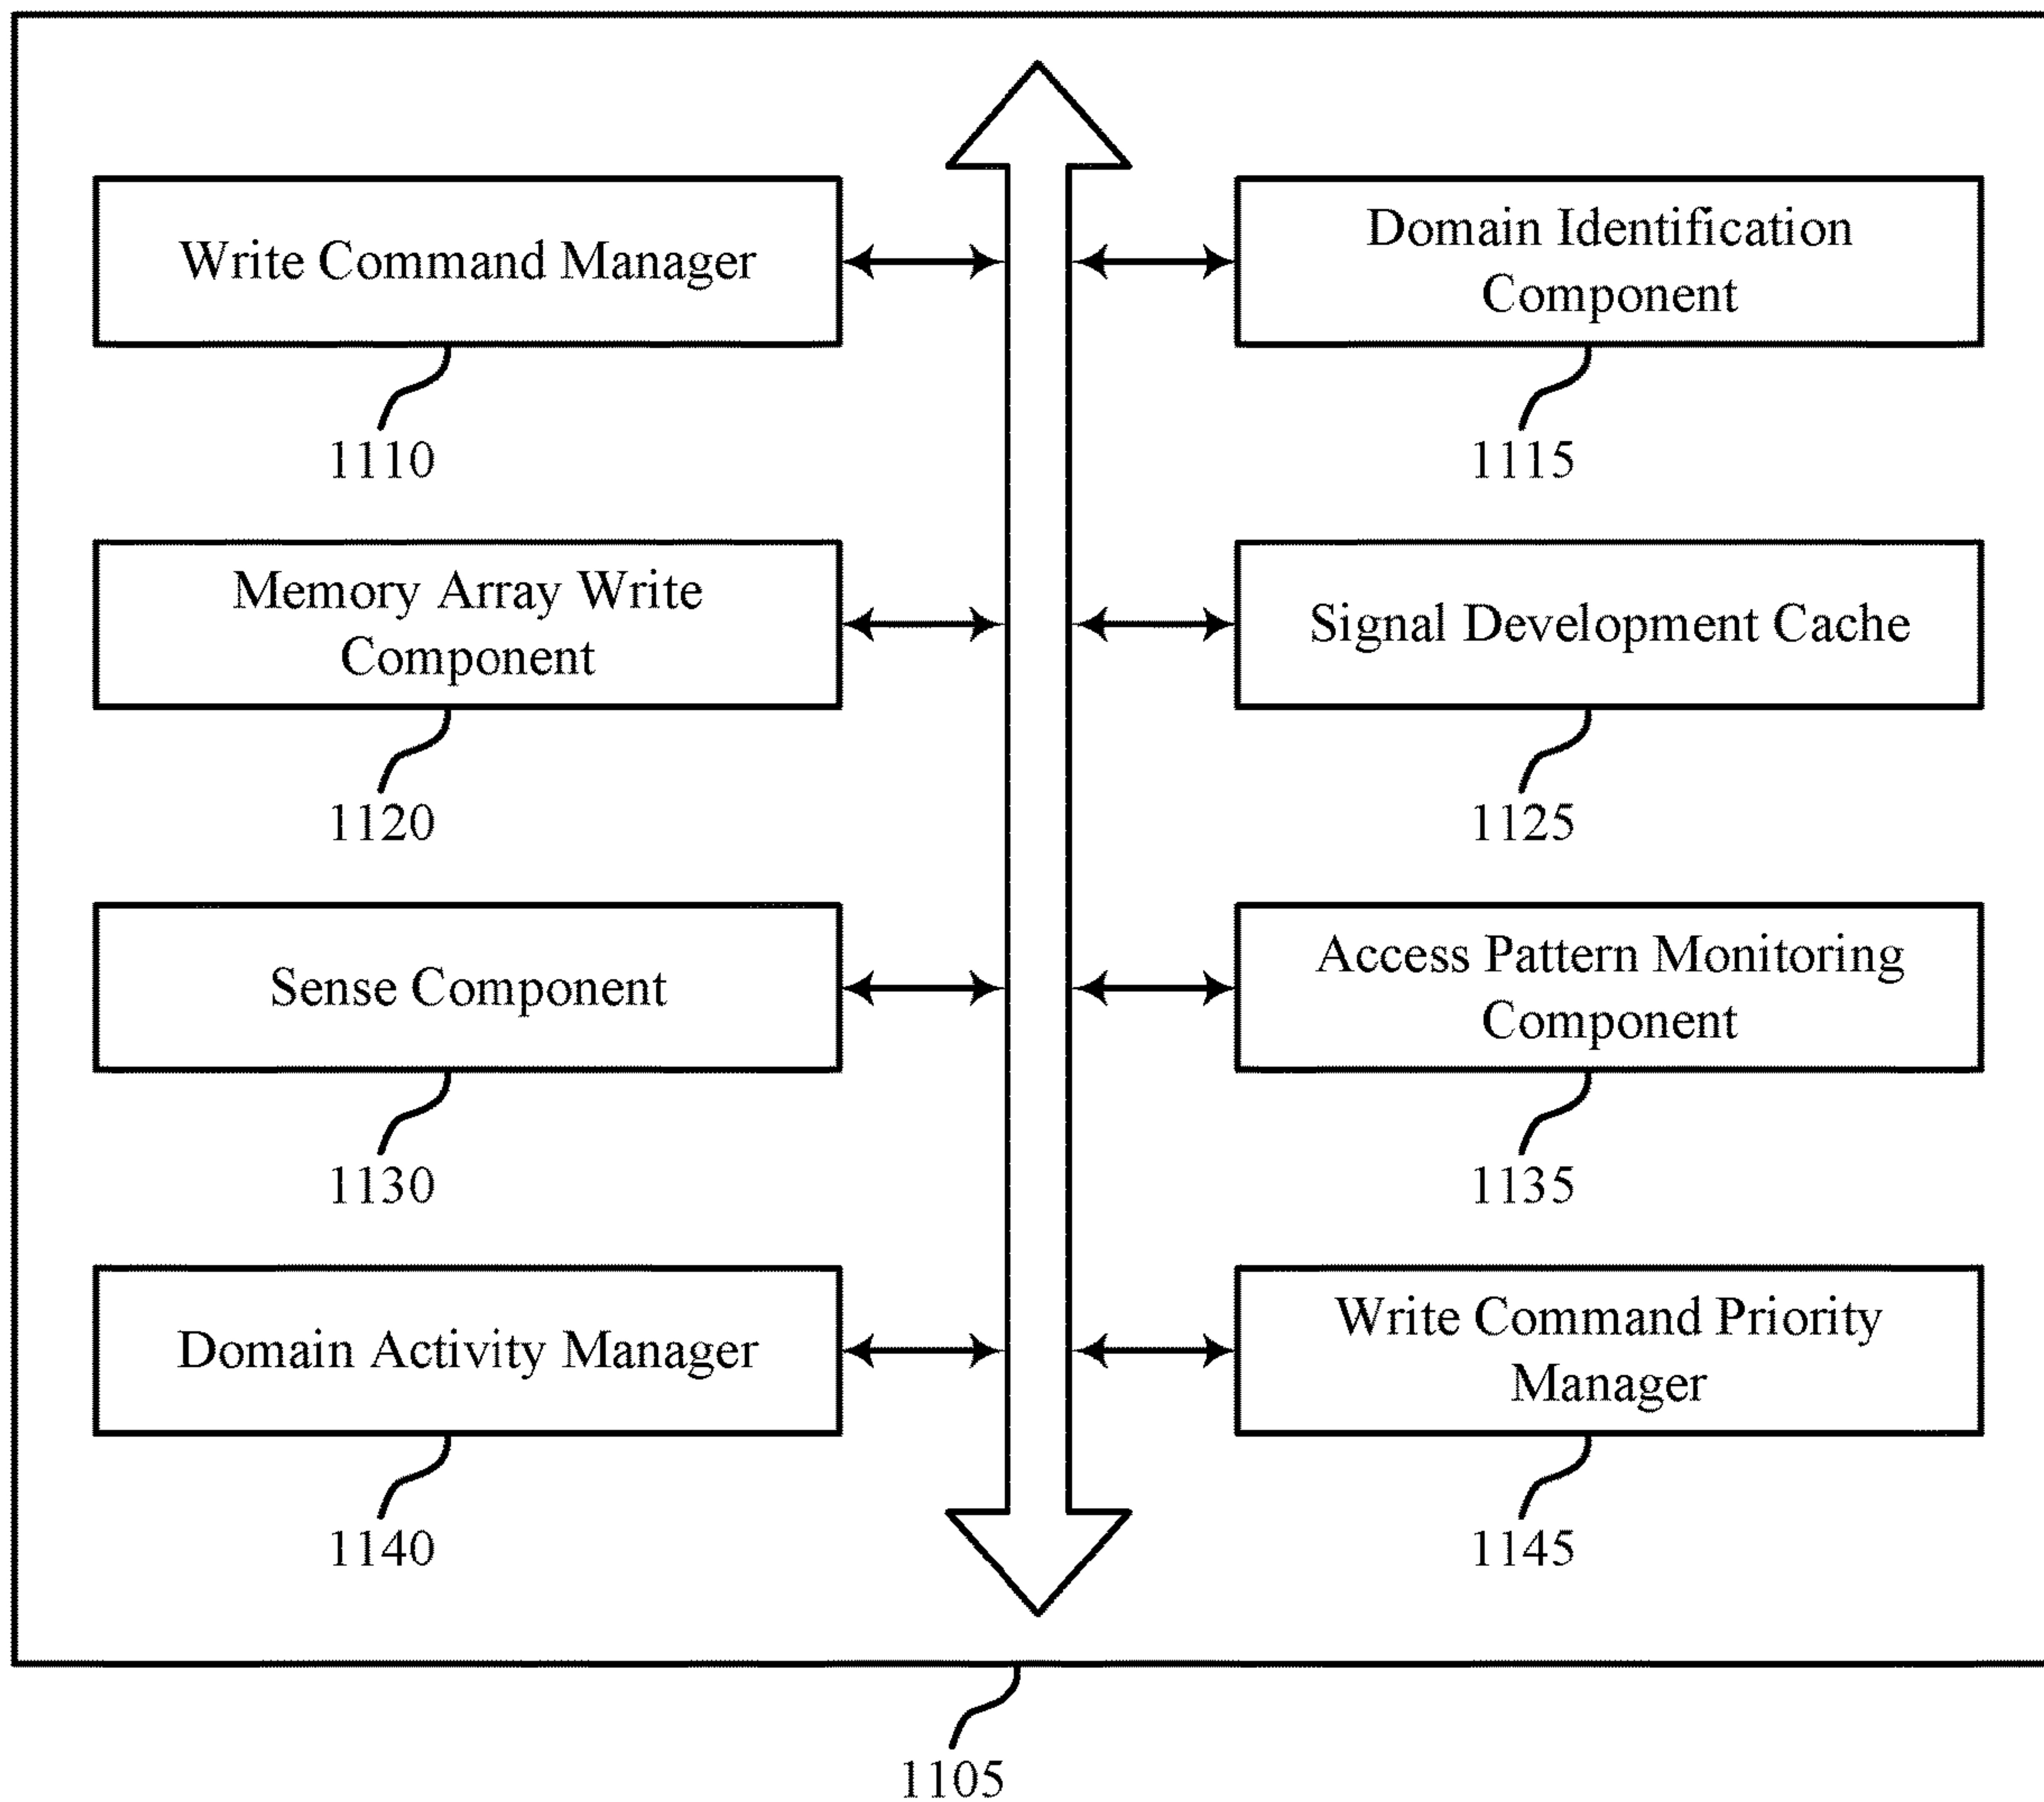 Write Command Manager
1110
Domain Identification
Component
1115
Memory Array Write
Component
1120
Signal Development Cache
1125
Sense Component
1130
Access Pattern Monitoring
Component
1135
Domain Activity Manager
1140
Write Command Priority
Manager
1145
1105